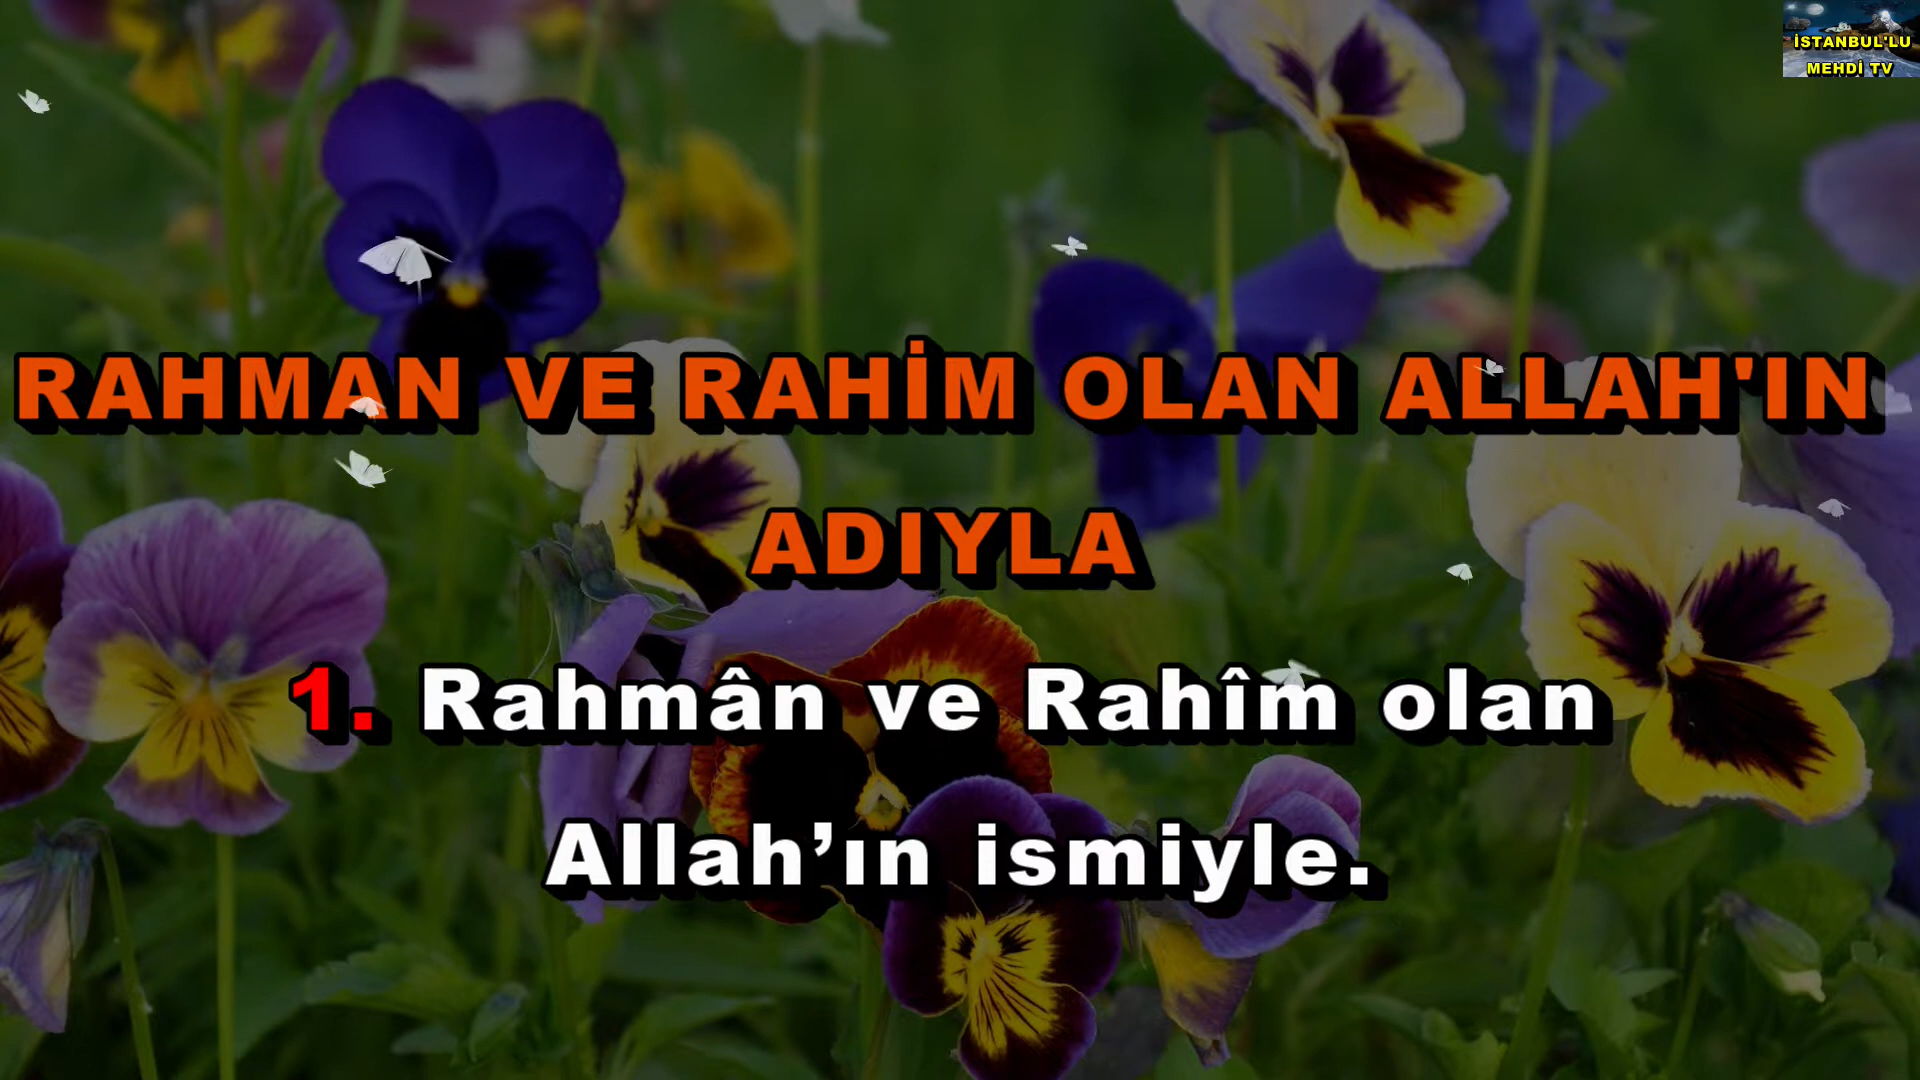 İSTANBUL'LU
MEHDİ TV
RAHMAN VE RAHİM OLAN ALLAH'IN
ADIYLA
1. Rahmân ve Rahîm olan
Allah’ın ismiyle.